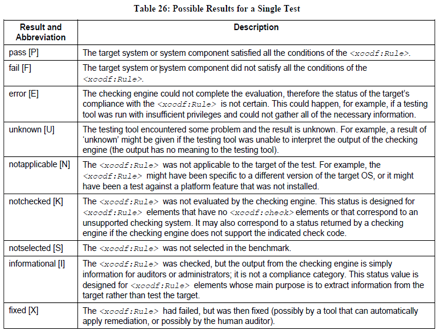 Table 26: Possible Results for a Single Test
Result and
Abbreviation
Description
pass [P]
The target system or system component satisfied all the conditions of the <xccdf:Rule>.
fail [F]
The target system or system component did not satisfy all the conditions of the
<xccdf:Rule>.
error [E]
The checking engine could not complete the evaluation, therefore the status of the target's
compliance with the <xccdf:Rule> is not certain. This could happen, for example, if a testing
tool was run with insufficient privileges and could not gather all of the necessary information.
unknown [U]
The testing tool encountered some problem and the result is unknown. For example, a result of
'unknown' might be given if the testing tool was unable to interpret the output of the checking
engine (the output has no meaning to the testing tool).
notapplicable [N]
The <xccdf:Rule> was not applicable to the target of the test. For example, the
<xccdf:Rule> might have been specific to a different version of the target OS, or it might
have been a test against a platform feature that was not installed.
notchecked [K]
The <xccdf:Rule> was not evaluated by the checking engine. This status is designed for
<xccdf:Rule> elements that have no <xccdf:check> elements or that correspond to an
unsupported checking system. It may also correspond to a status returned by a checking
engine if the checking engine does not support the indicated check code.
notselected [S]
The <xccdf:Rule> was not selected in the benchmark.
informational [I]
The <xccdf:Rule> was checked, but the output from the checking engine is simply
information for auditors or administrators; it is not a compliance category. This status value is
designed for <xccdf:Rule> elements whose main purpose is to extract information from the
target rather than test the target.
fixed [X]
The <xccdf:Rule> had failed, but was then fixed (possibly by a tool that can automatically
apply remediation, or possibly by the human auditor).